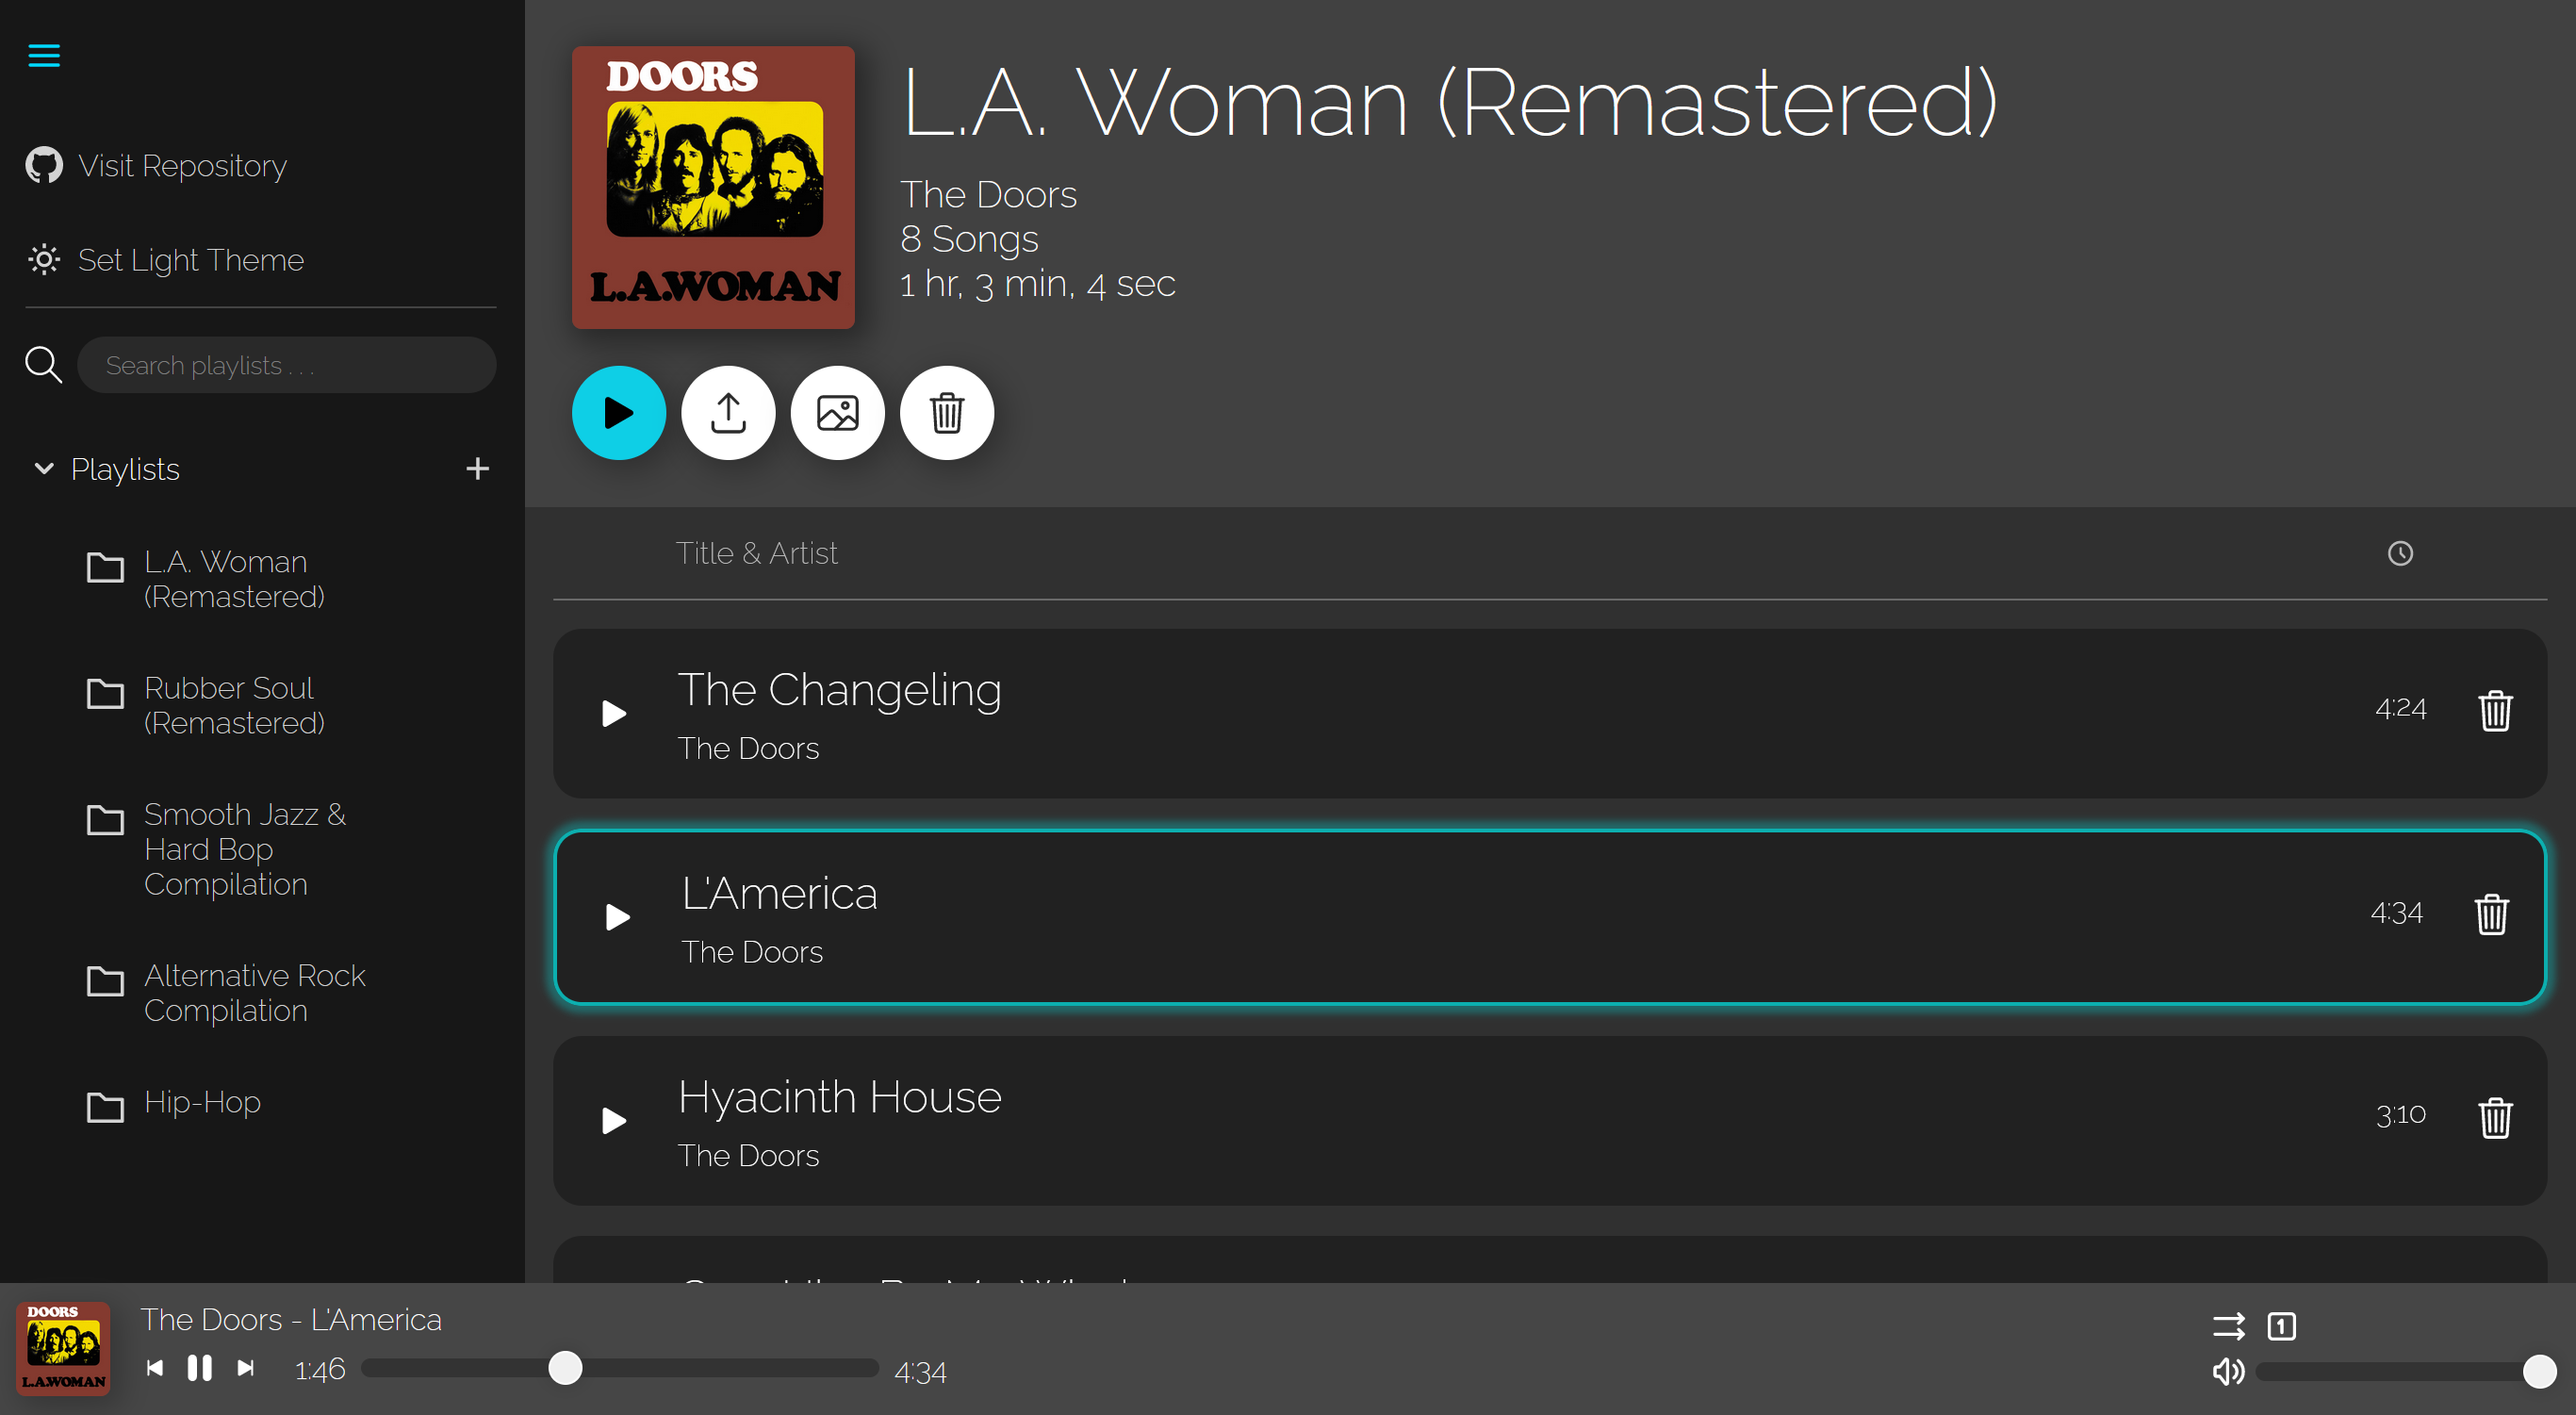 Visit Repository
Set Light Theme
Search playlists . . .
Playlists
L.A. Woman
(Remastered)
Rubber Soul
(Remastered)
Smooth Jazz &
Hard Bop
Compilation
Alternative Rock
Compilation
Hip-Hop
DOORS
L.A.WOMAN
L.A. Woman (Remastered)
The Doors
8 Songs
1 hr, 3 min, 4 sec
Title & Artist
The Changeling
The Doors
4:24
L'America
The Doors
4:34
Hyacinth House
The Doors
3:10
DOORS
L.A.WOMAN
The Doors - L'America
1:46
4:34
1